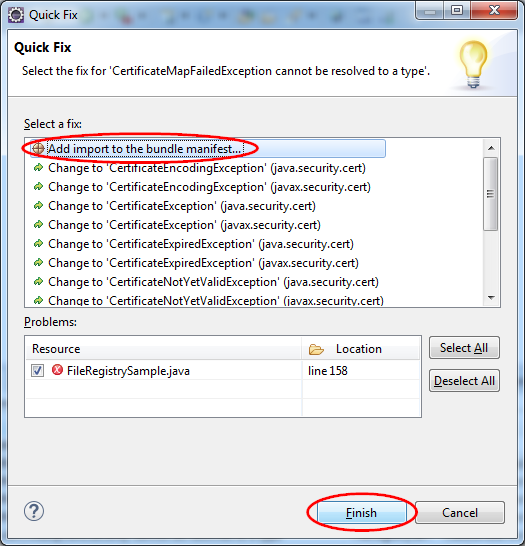 Quick Fix
Quick Fix
Select the fix for 'CertificateMapFailedException cannot be resolved to a type'.
Select a fix:
Add import to the bundle manifest...
Change to 'CertificateEncodingException' (java.security.cert)
Change to 'CertificateEncodingException' (javax.security.cert)
Change to 'CertificateException' (java.security.cert)
Change to 'CertificateException' (javax.security.cert)
Change to 'CertificateExpiredException' (java.security.cert)
Change to 'CertificateExpiredException' (javax.security.cert)
Change to 'CertificateNotYetValidException' (java.security.cert)
Change to 'CertificateNotYetValidException' (javax.security.cert)
Problems:
Resource Location
FileRegistrySample.java line 158
Select All
Deselect All
? Finish Cancel